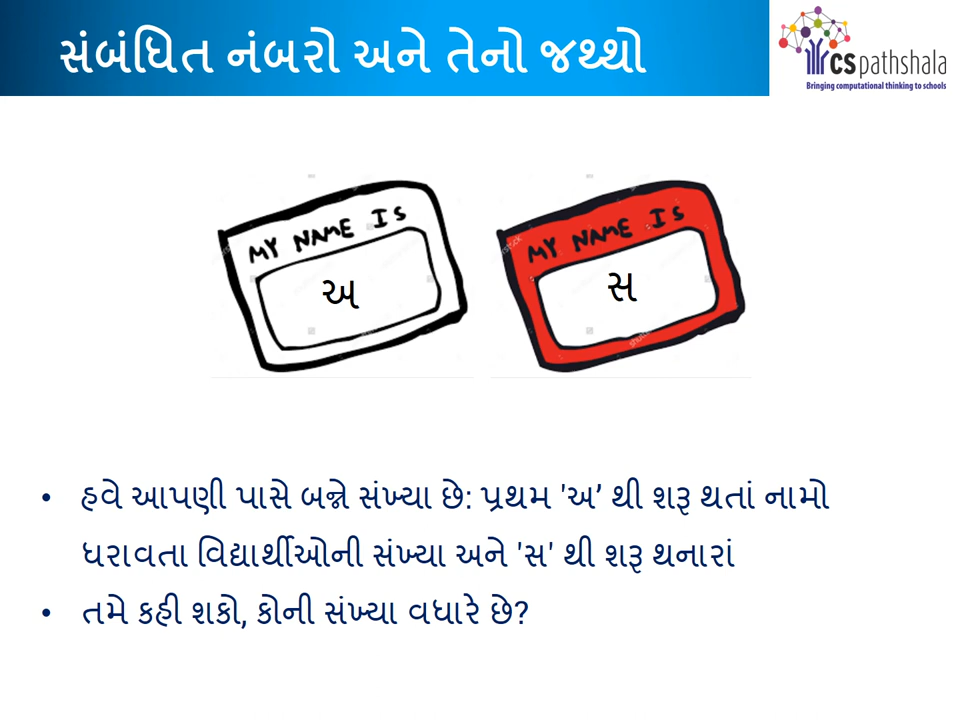 સંબંધિત નંબરો અને તેનો જથ્થો
CSpathshala
Bringing computational thinking to schools
MY NAME IS
અ
MY NAME IS
સ
• હવે આપણી પાસે બન્ને સંખ્યા છે: પ્રથમ 'અ’ થી શરૂ થતાં નામો
ધરાવતા વિદ્યાર્થીઓની સંખ્યા અને 'સ' થી શરૂ થનારાં
• તમે કહી શકો, કોની સંખ્યા વધારે છે?